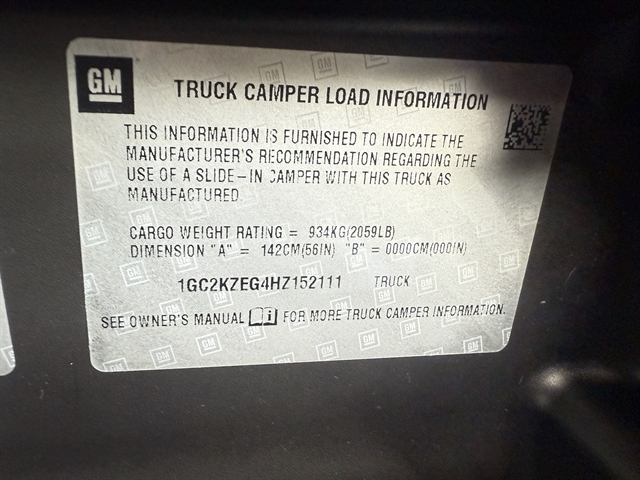 GM
TRUCK CAMPER LOAD INFORMATION
THIS INFORMATION IS FURNISHED TO INDICATE THE
MANUFACTURER'S RECOMMENDATION REGARDING THE
USE OF A SLIDE-IN CAMPER WITH THIS TRUCK AS
MANUFACTURED
CARGO WEIGHT RATING = 934KG(2059LB)
DIMENSION "A" = 142CM(56IN) "B" = 0000CM(000IN)
1GC2KZEG4HZ152111 TRUCK
SEE OWNER'S MANUAL FOR MORE TRUCK CAMPER INFORMATION.